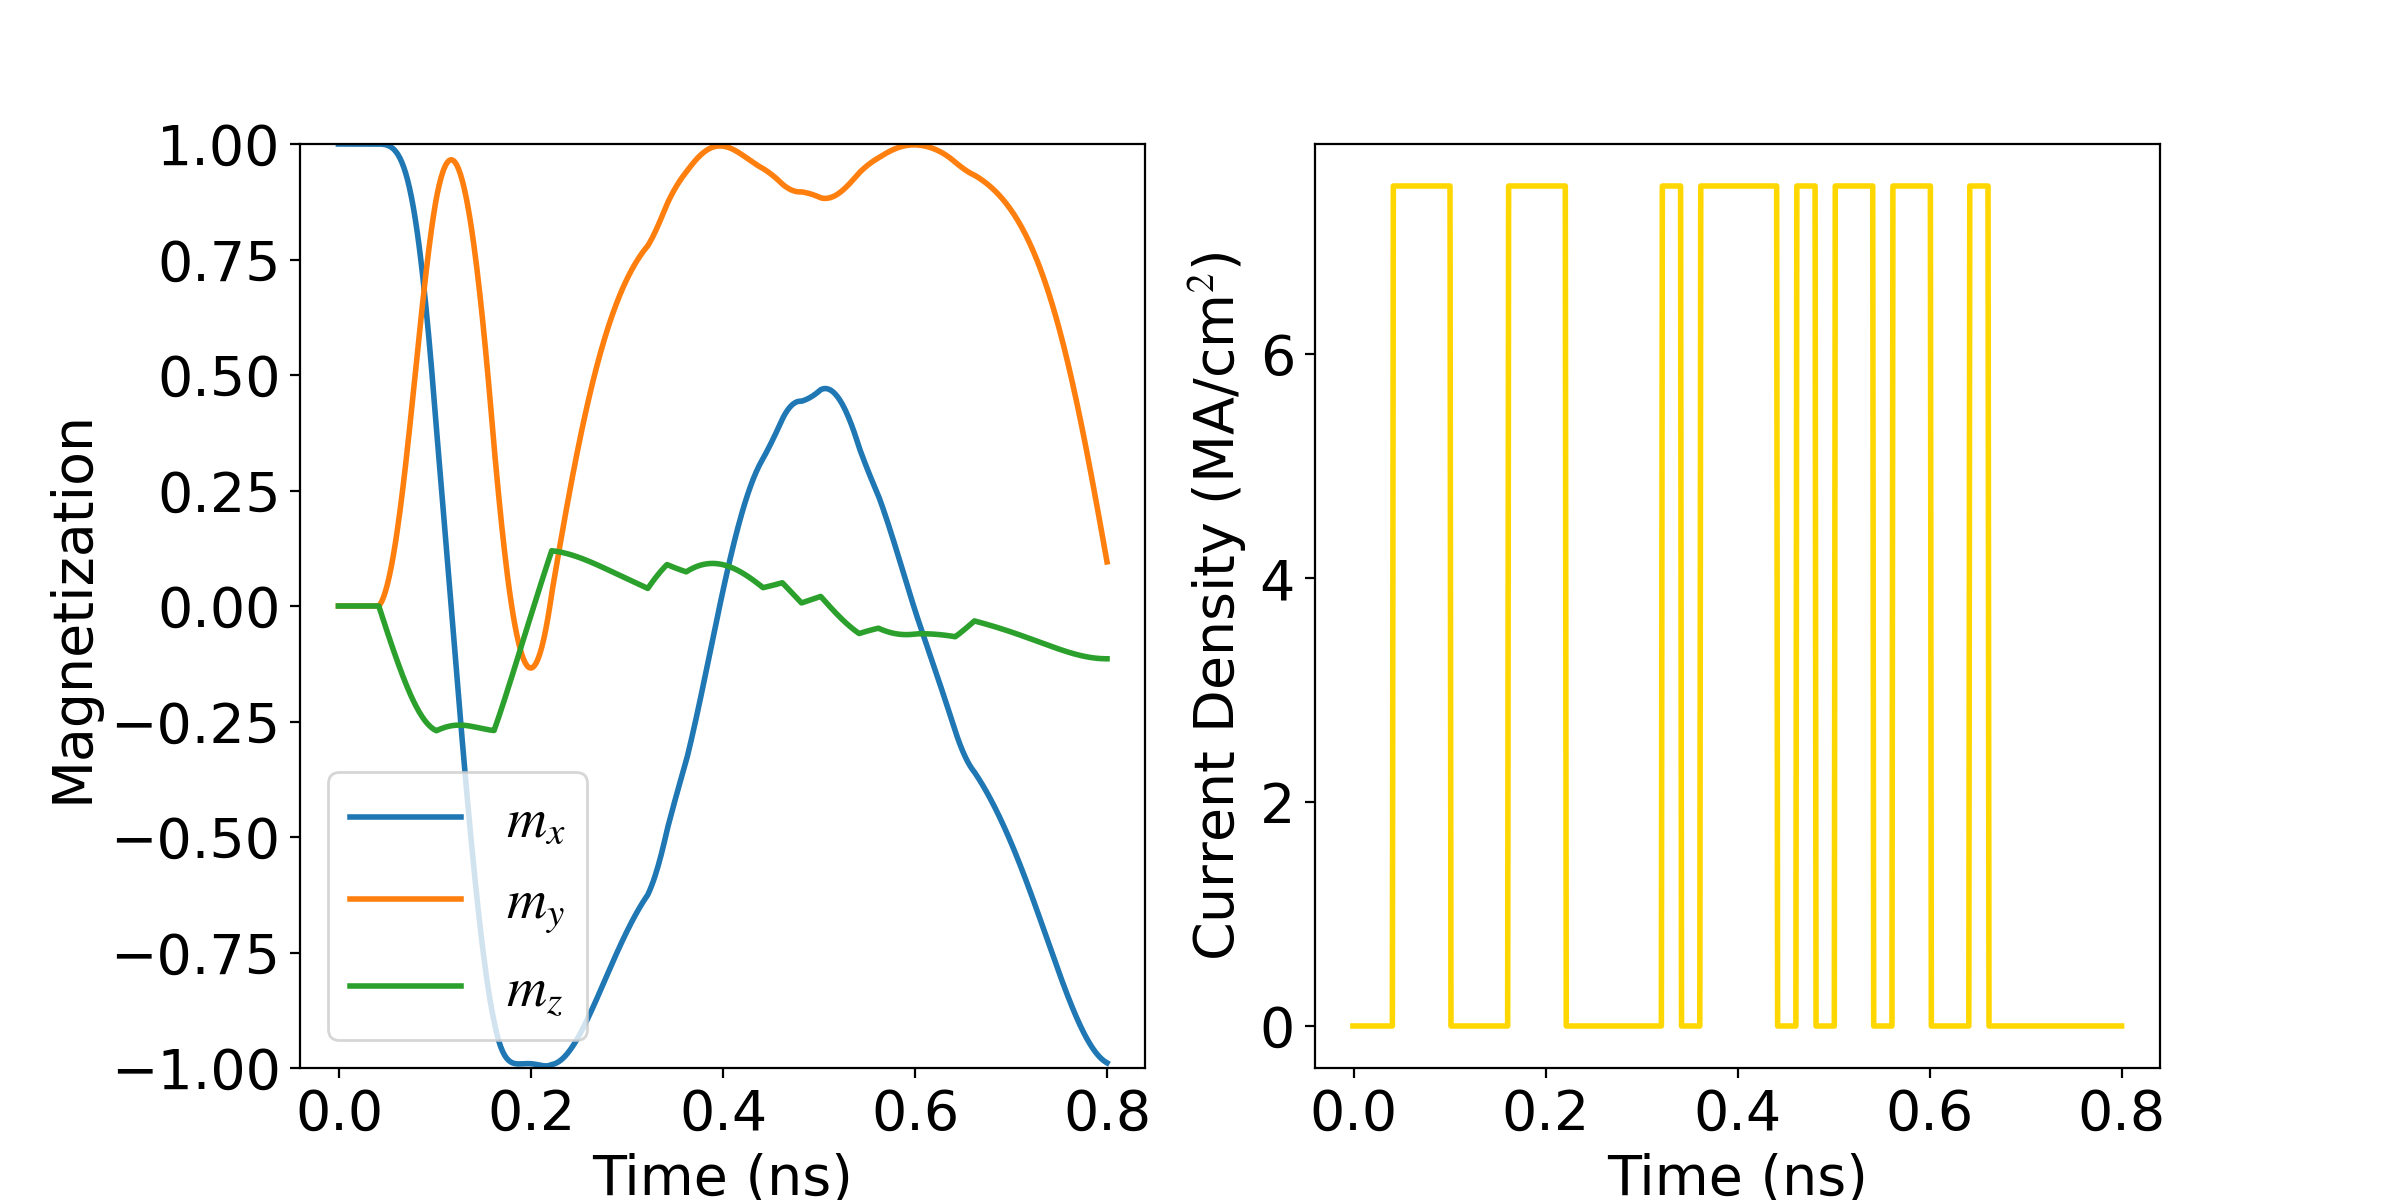 Magnetization
1.00
0.75
0.50
0.25
0.00
−0.25
−0.50
−0.75
−1.00
m_x
m_y
m_z
0.0 0.2 0.4 0.6 0.8
Time (ns)
Current Density (MA/cm²)
6
4
2
0
0.0 0.2 0.4 0.6 0.8
Time (ns)